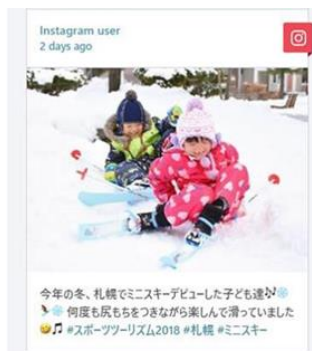 Instagram user
2 days ago
今年の冬、札幌でミニスキーデビューした子ども達🎶❄
⛷❄ 何度も尻もちをつきながら楽しんで滑っていました
🤣🎵 #スポーツツーリズム2018 #札幌 #ミニスキー